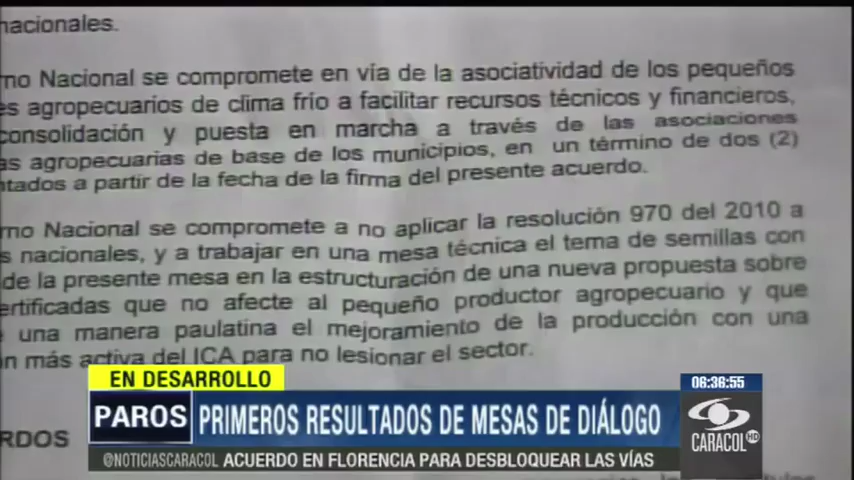 nacionales.
rno Nacional se compromete en vía de la asociatividad de los pequeños
es agropecuarios de clima frío a facilitar recursos técnicos y financieros,
consolidación y puesta en marcha a través de las asociaciones
as agropecuarias de base de los municipios, en un término de dos (2)
ntados a partir de la fecha de la firma del presente acuerdo.
rno Nacional se compromete a no aplicar la resolución 970 del 2010 a
s nacionales, y a trabajar en una mesa técnica el tema de semillas con
de la presente mesa en la estructuración de una nueva propuesta sobre
ertificadas que no afecte al pequeño productor agropecuario y que
una manera paulatina el mejoramiento de la producción con una
n más activa del ICA para no lesionar el sector.
RDOS
EN DESARROLLO
PAROS
PRIMEROS RESULTADOS DE MESAS DE DIÁLOGO
@NOTICIASCARACOL ACUERDO EN FLORENCIA PARA DESBLOQUEAR LAS VÍAS
06:36:55
CARACOL HD